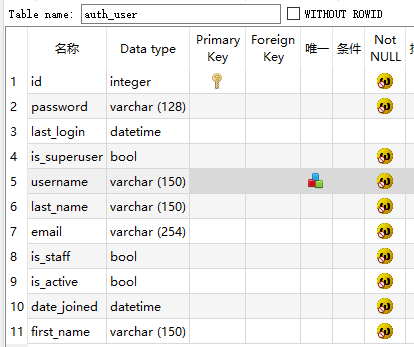 Table name: auth_user WITHOUT ROWID
名称 Data type Primary Key Foreign Key 唯一 条件 Not NULL
1 id integer
2 password varchar (128)
3 last_login datetime
4 is_superuser bool
5 username varchar (150)
6 last_name varchar (150)
7 email varchar (254)
8 is_staff bool
9 is_active bool
10 date_joined datetime
11 first_name varchar (150)